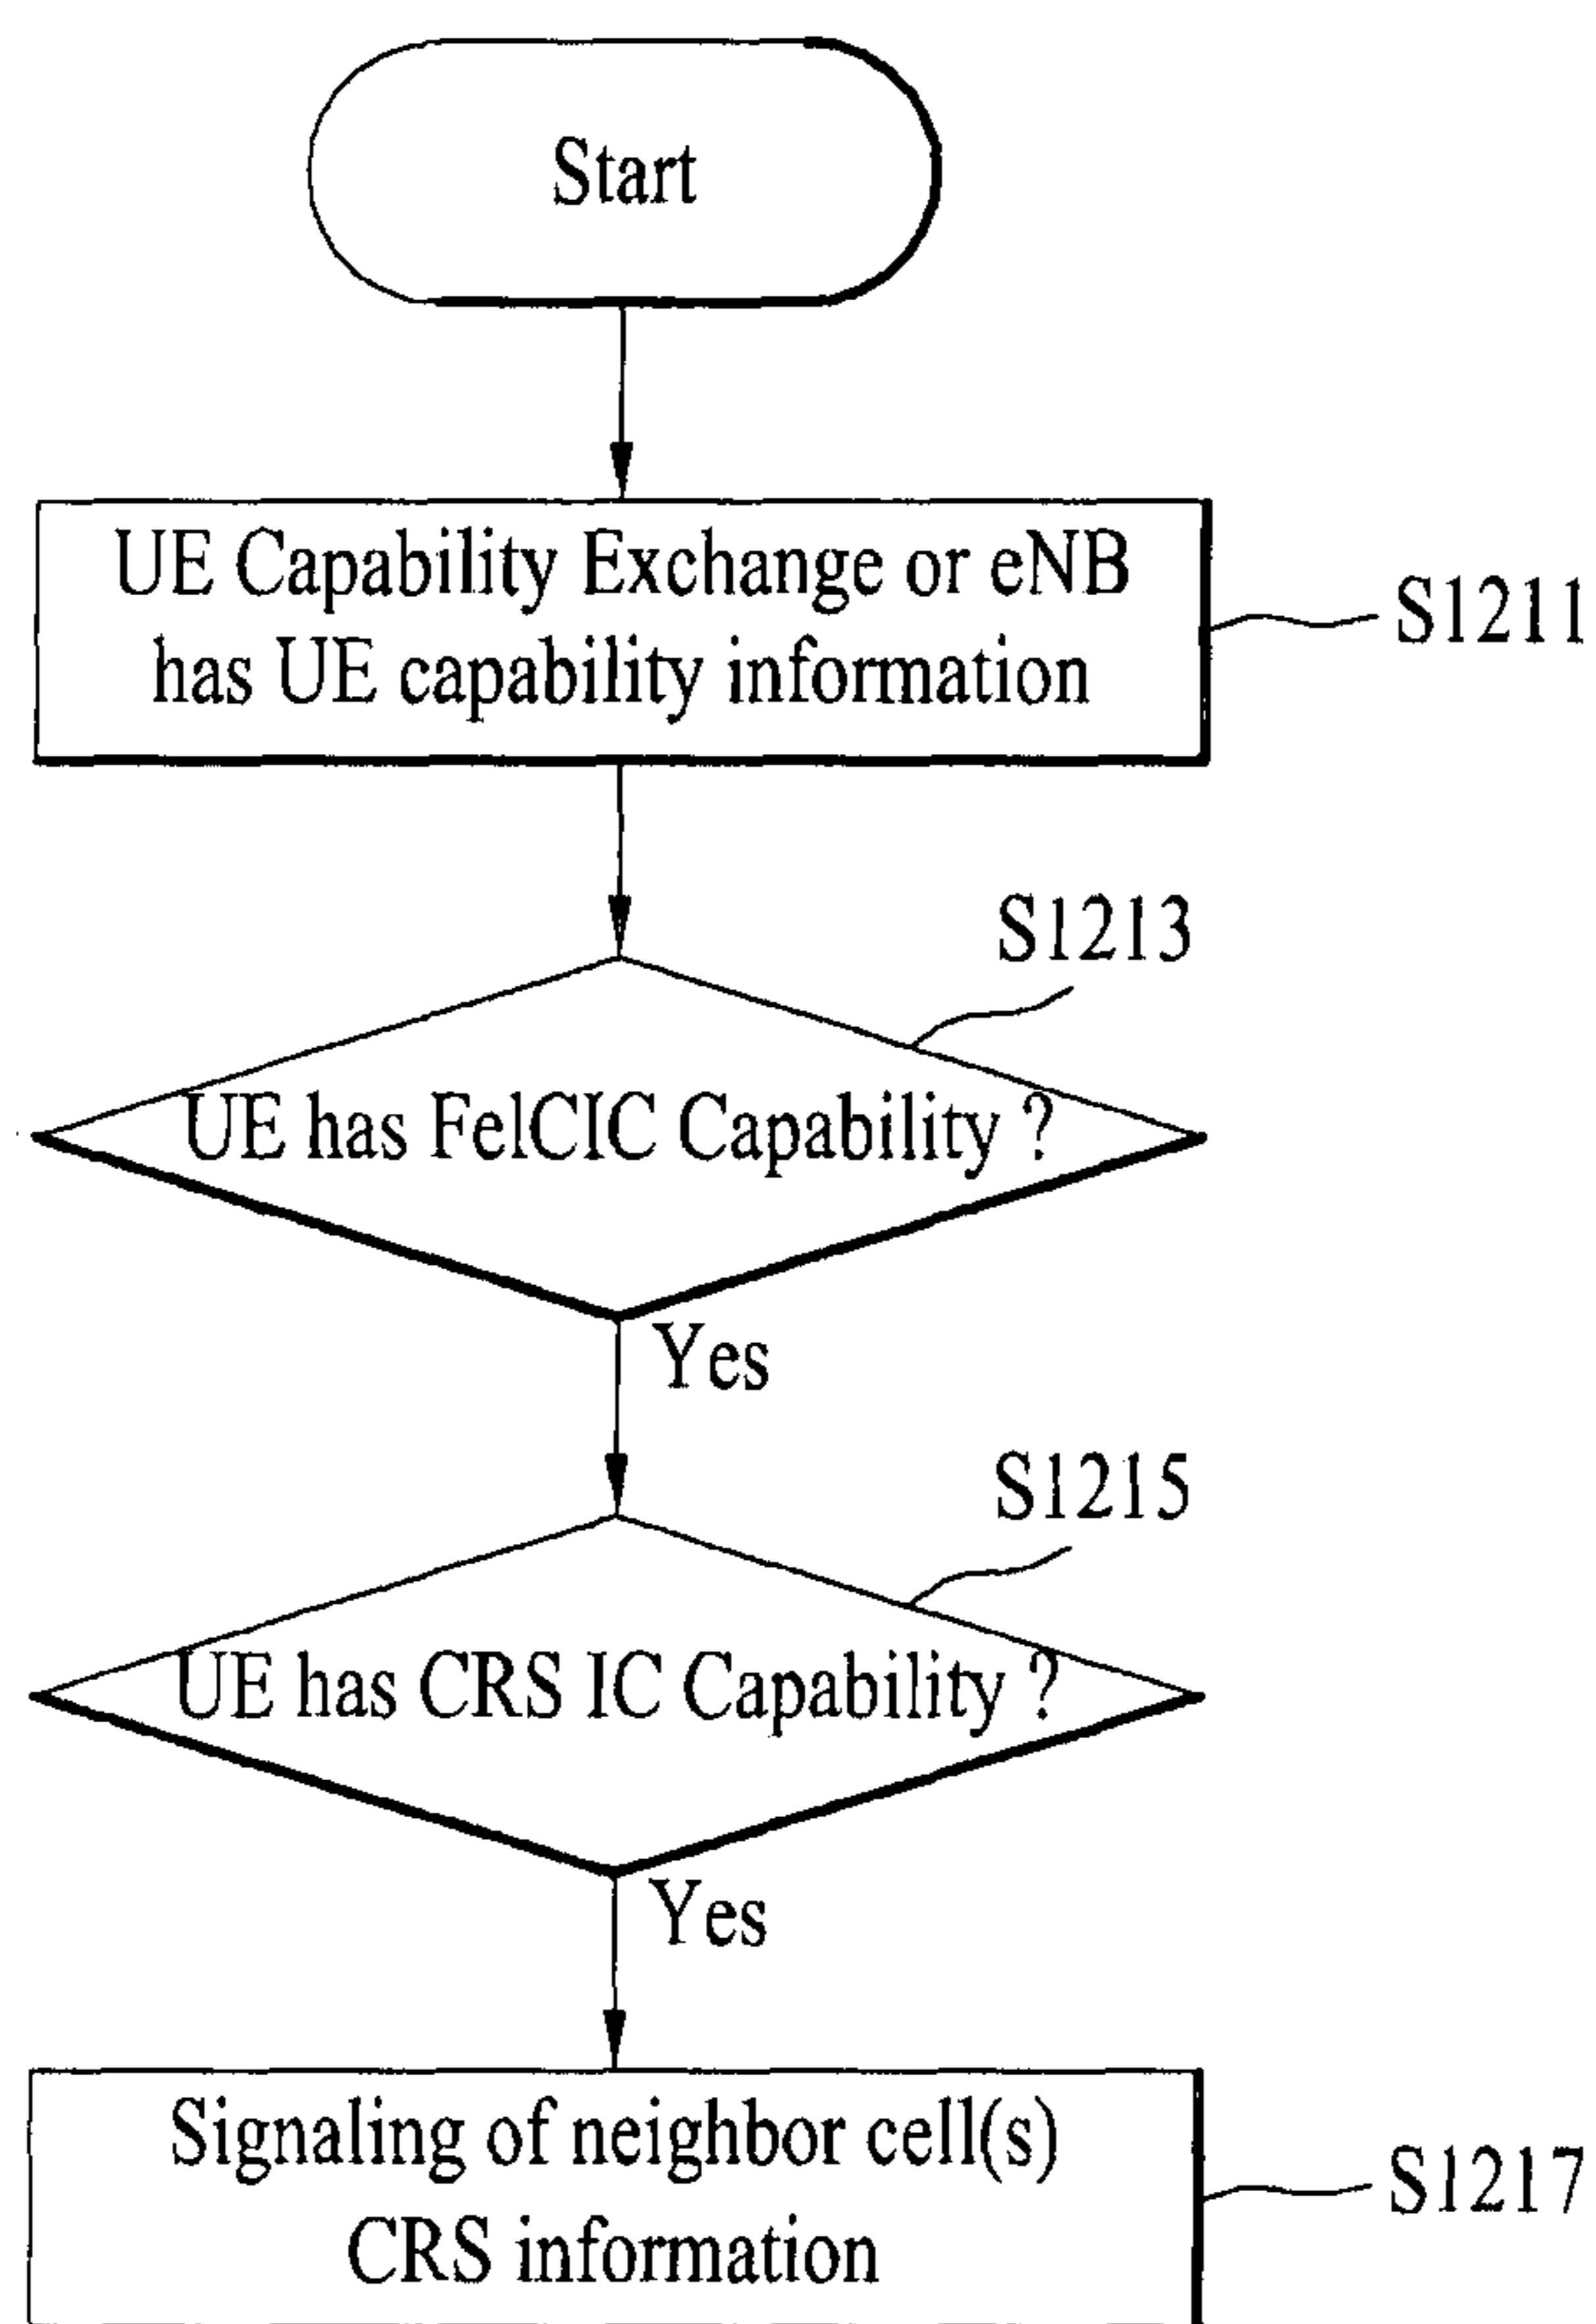 Start
UE Capability Exchange or eNB
has UE capability information
S1211
S1213
UE has FelCIC Capability ?
Yes
S1215
UE has CRS IC Capability ?
Yes
Signaling of neighbor cell(s)
CRS information
S1217